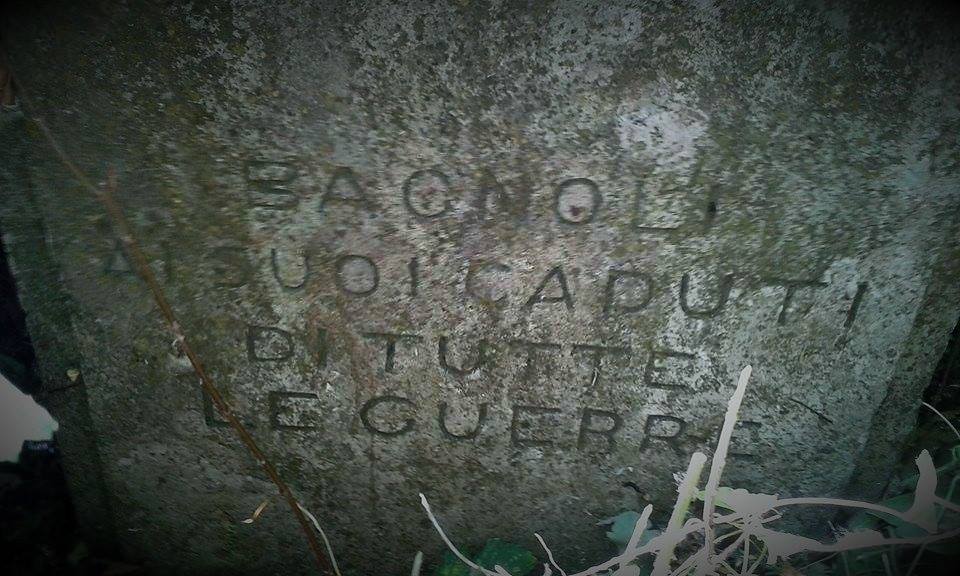 BAGNOLI
AI SUOI CADUTI
DI TUTTE
LE GUERRE